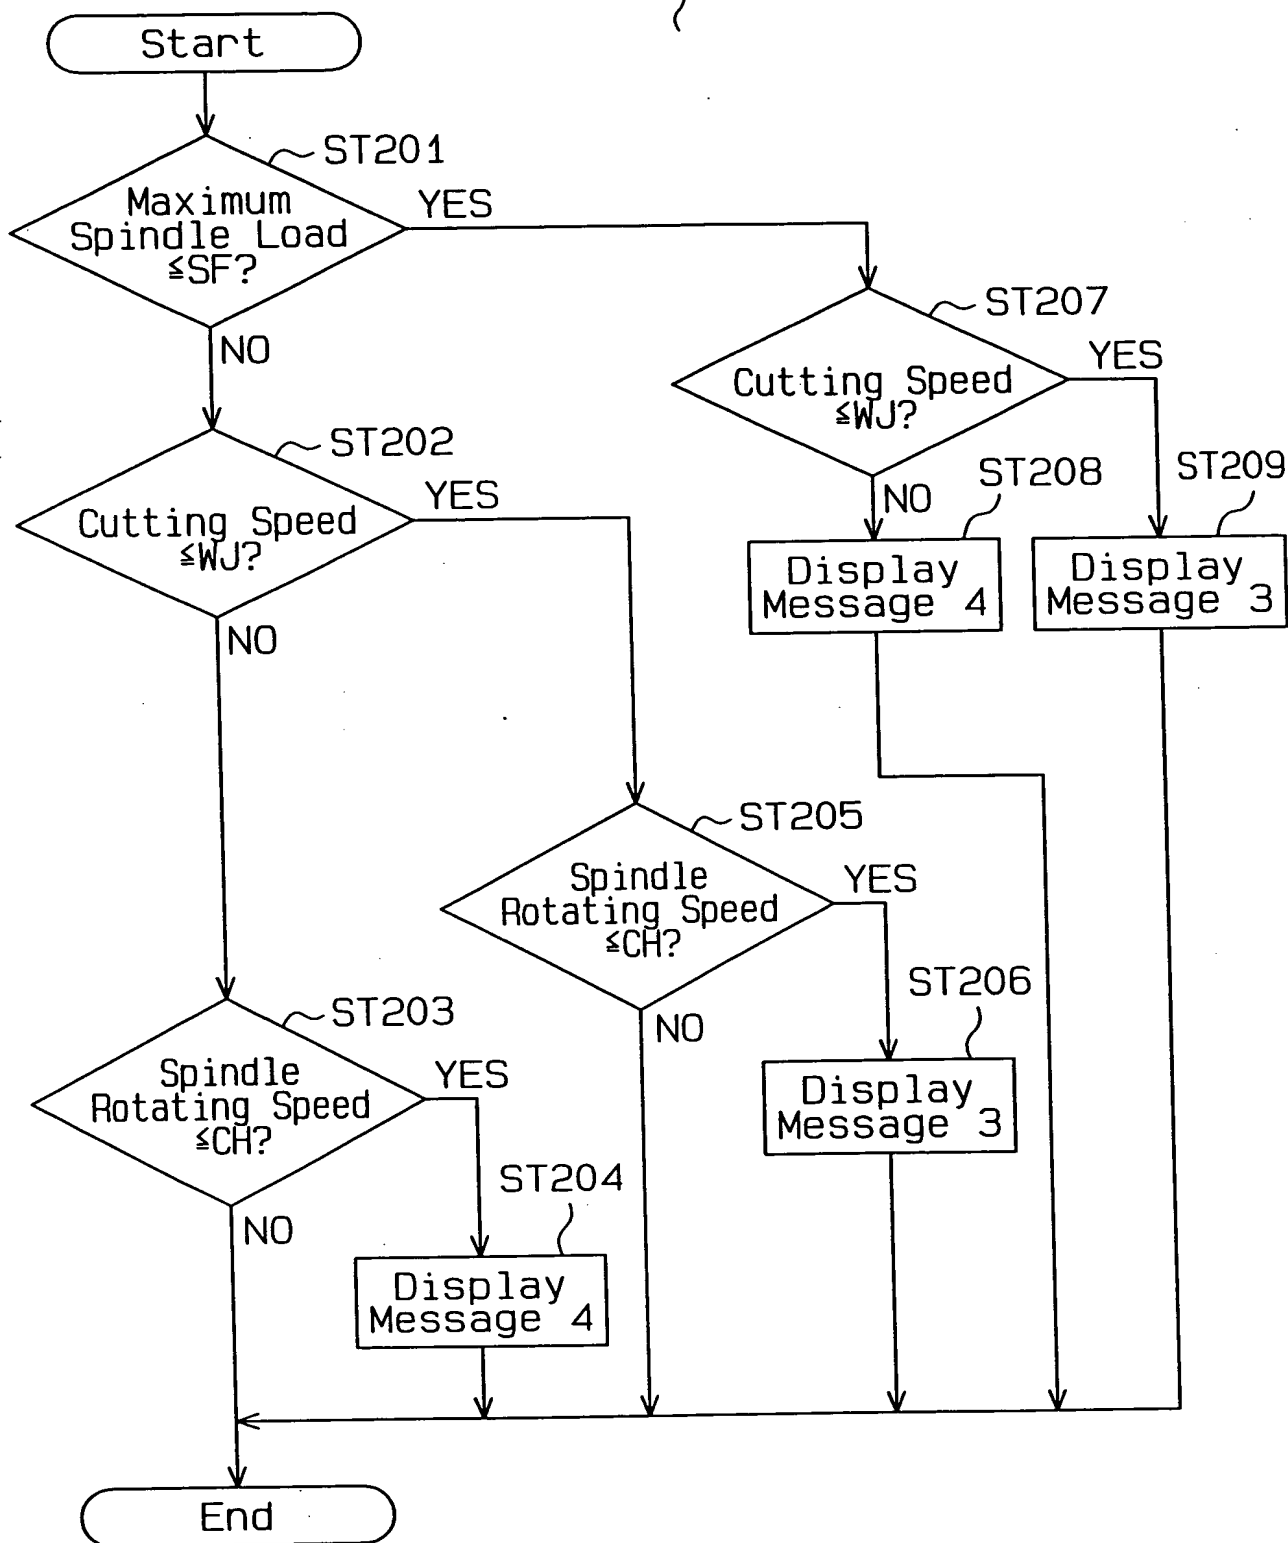 Start
ST201
Maximum
Spindle Load
≦SF?
YES
NO
ST207
Cutting Speed
≦WJ?
YES
NO
ST202
Cutting Speed
≦WJ?
YES
NO
ST208
Display
Message 4
ST209
Display
Message 3
ST205
Spindle
Rotating Speed
≦CH?
YES
NO
ST206
Display
Message 3
ST203
Spindle
Rotating Speed
≦CH?
YES
NO
ST204
Display
Message 4
End